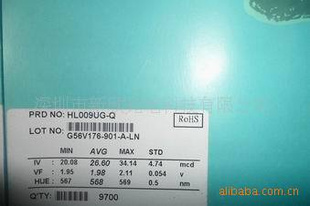 PRD NO: HL009UG-Q
RoHS
LOT NO: G56V176-901-A-LN
MIN AVG MAX STD
IV : 20.08 26.60 34.14 4.74 mcd
VF : 1.95 1.98 2.11 0.054 v
HUE : 567 568 569 0.5 nm
Q'TY: 9700